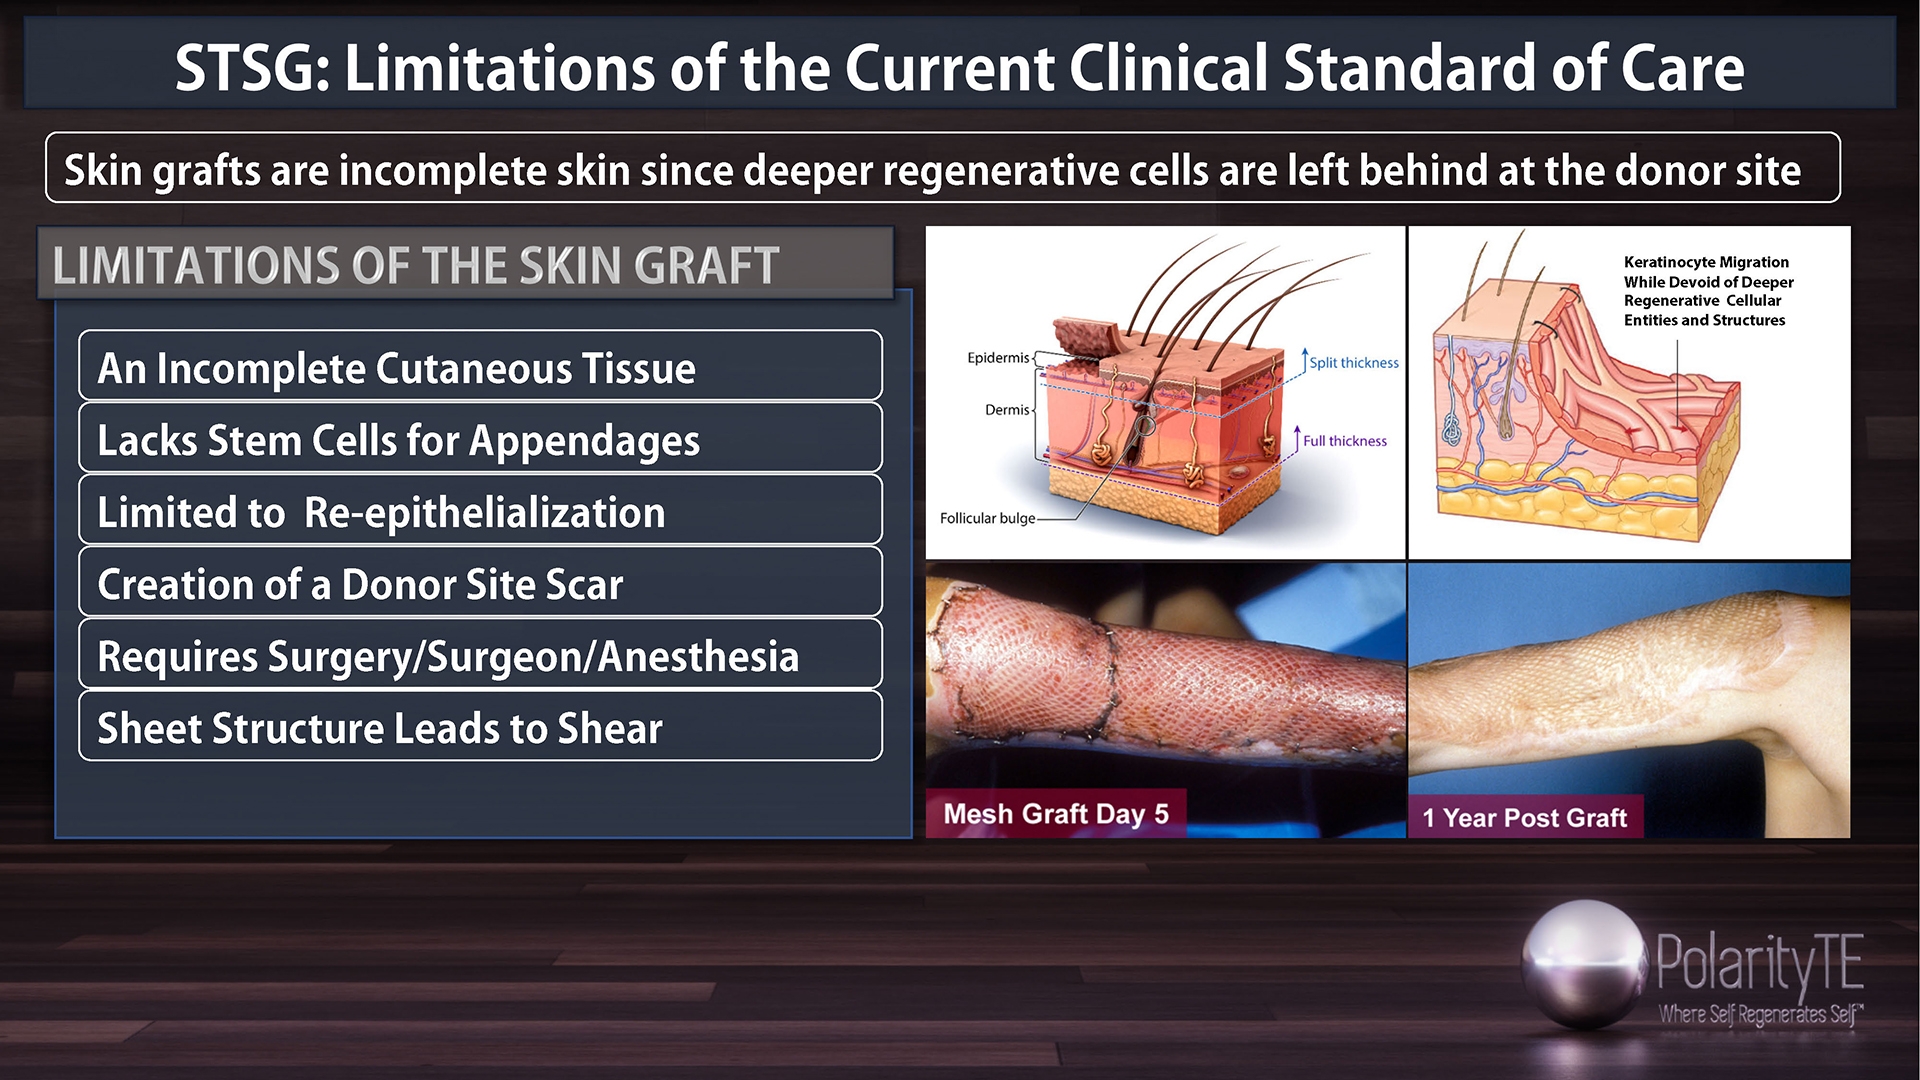 STSG: Limitations of the Current Clinical Standard of Care
Skin grafts are incomplete skin since deeper regenerative cells are left behind at the donor site
LIMITATIONS OF THE SKIN GRAFT
An Incomplete Cutaneous Tissue
Lacks Stem Cells for Appendages
Limited to Re-epithelialization
Creation of a Donor Site Scar
Requires Surgery/Surgeon/Anesthesia
Sheet Structure Leads to Shear
Epidermis
Dermis
Follicular bulge
Split thickness
Full thickness
Keratinocyte Migration
While Devoid of Deeper
Regenerative Cellular
Entities and Structures
Mesh Graft Day 5
1 Year Post Graft
PolarityTE
Where Self Regenerates Self™